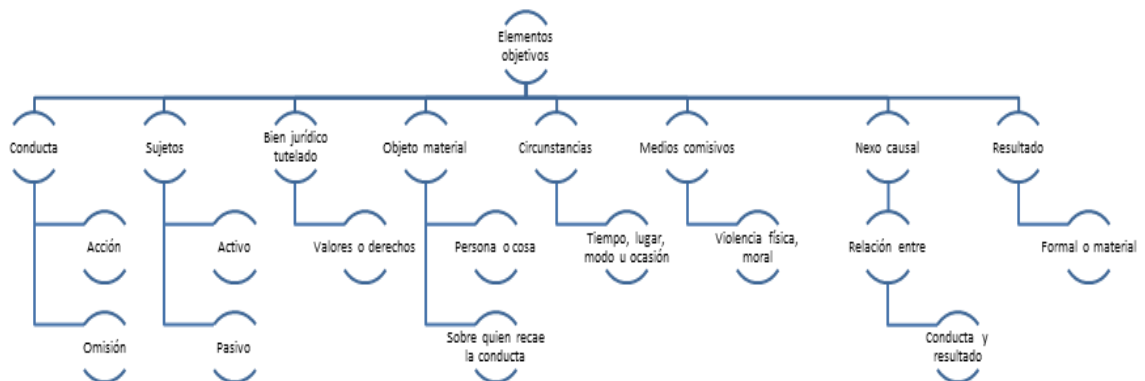 Elementos
objetivos
Conducta
Sujetos
Bien jurídico
tutelado
Objeto material
Circunstancias
Medios comisivos
Nexo causal
Resultado
Acción
Activo
Valores o derechos
Persona o cosa
Tiempo, lugar,
modo u ocasión
Violencia física,
moral
Relación entre
Formal o material
Omisión
Pasivo
Sobre quien recae
la conducta
Conducta y
resultado